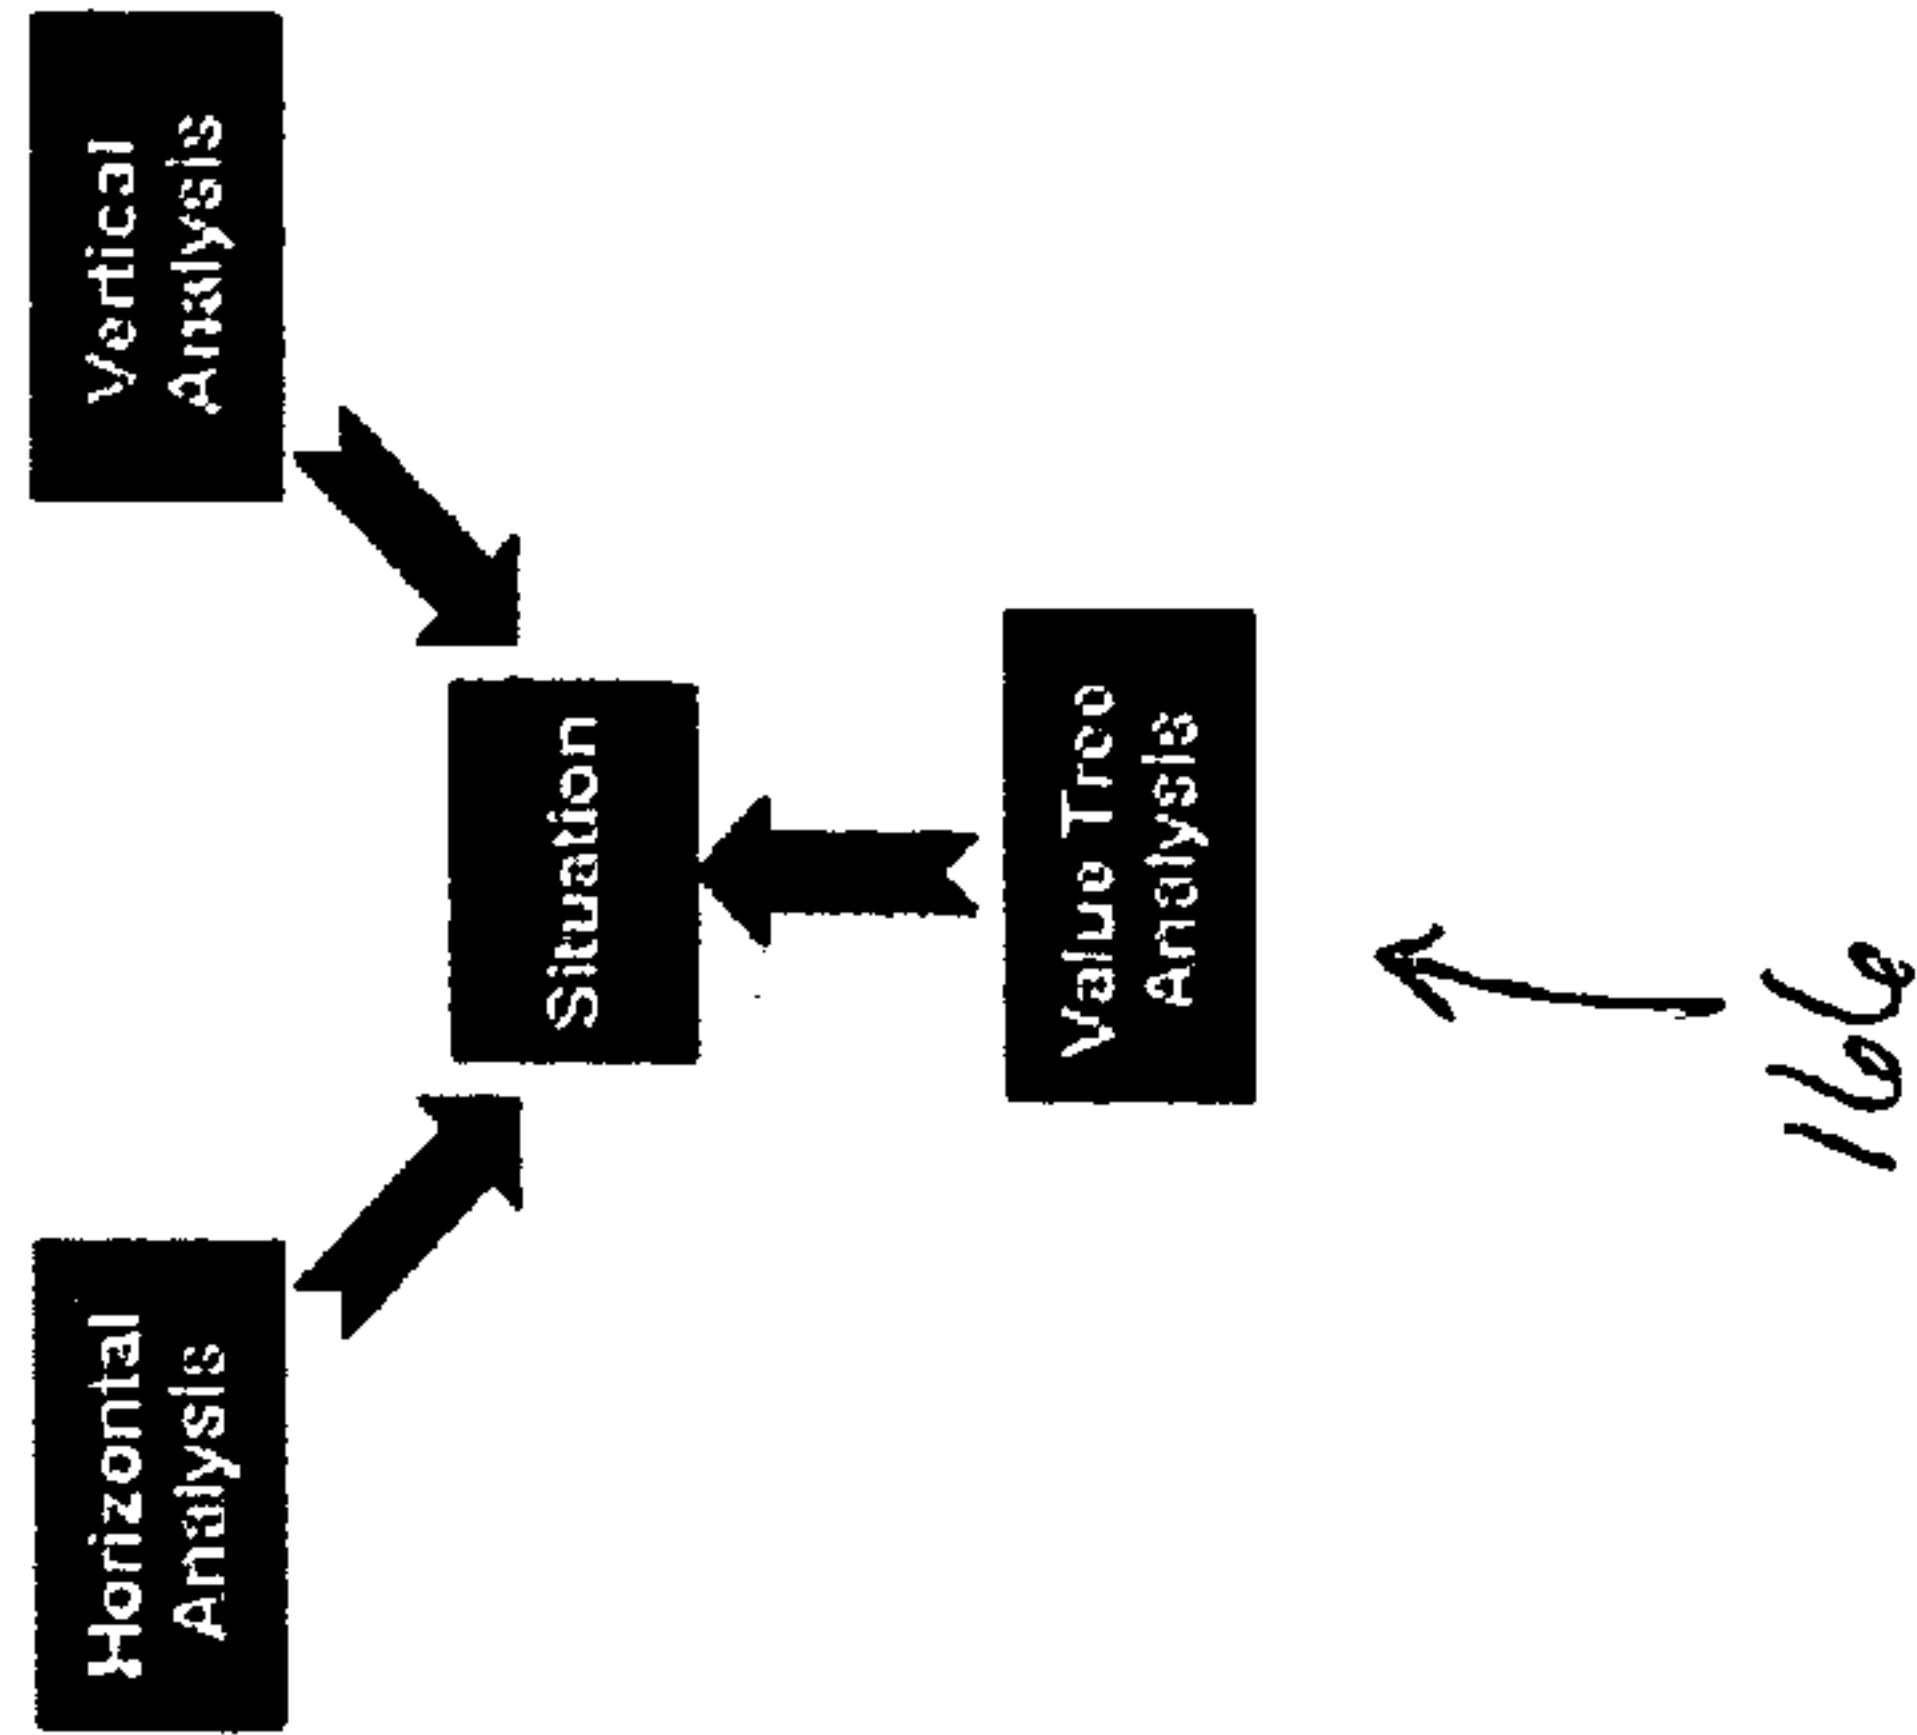 Horizontal
Analysis
Vertical
Analysis
Situation
Value Tree
Analysis
166